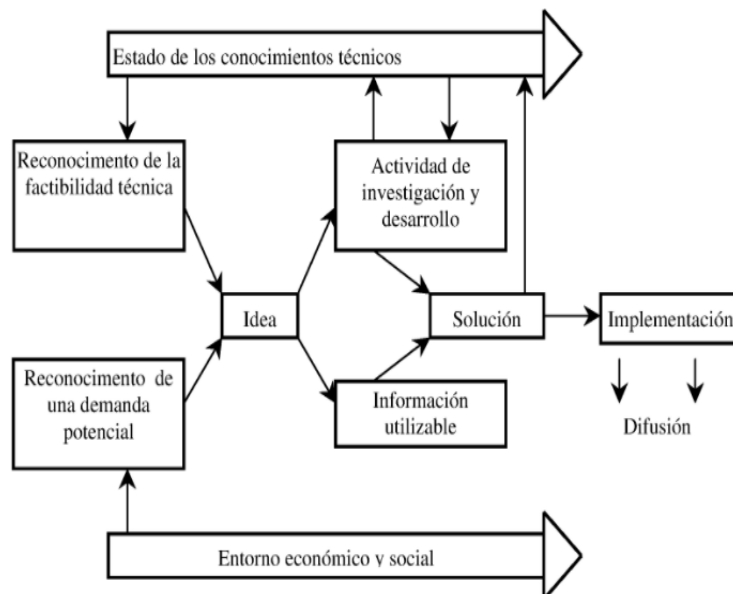 Estado de los conocimientos técnicos
Reconocimento de la
factibilidad técnica
Actividad de
investigación y
desarrollo
Idea
Solución
Implementación
Reconocimento de
una demanda
potencial
Información
utilizable
Difusión
Entorno económico y social